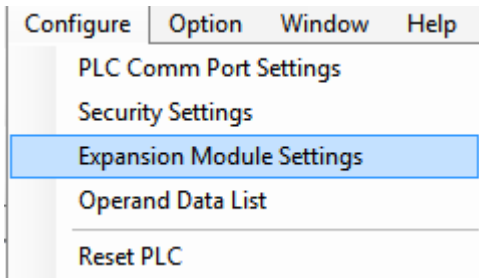 Configure Option Window Help
PLC Comm Port Settings
Security Settings
Expansion Module Settings
Operand Data List
Reset PLC